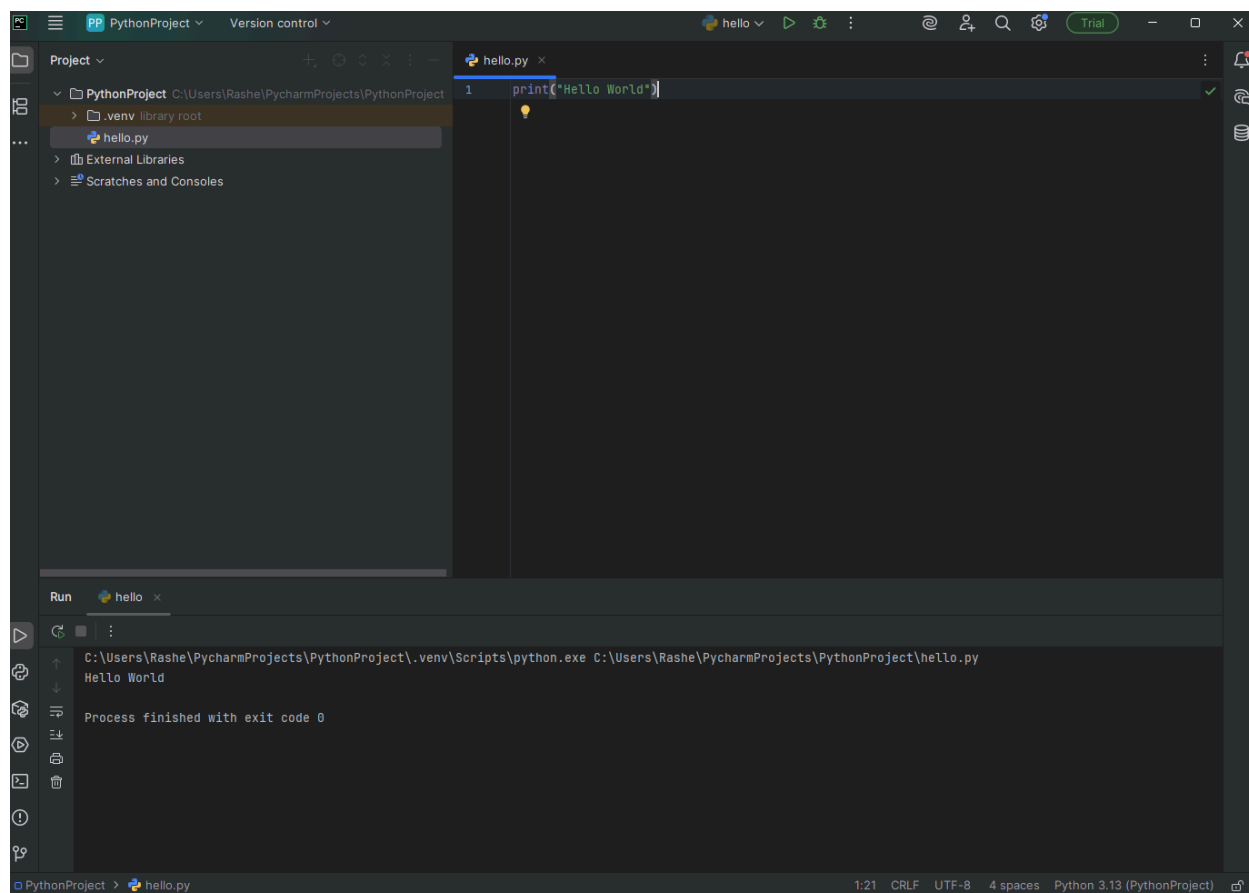 PC
PP PythonProject Version control hello Trial
Project
hello.py
PythonProject C:\Users\Rashe\PycharmProjects\PythonProject
.venv library root
hello.py
External Libraries
Scratches and Consoles
1 print("Hello World")
Run hello
C:\Users\Rashe\PycharmProjects\PythonProject\.venv\Scripts\python.exe C:\Users\Rashe\PycharmProjects\PythonProject\hello.py
Hello World
Process finished with exit code 0
PythonProject > hello.py 1:21 CRLF UTF-8 4 spaces Python 3.13 (PythonProject)